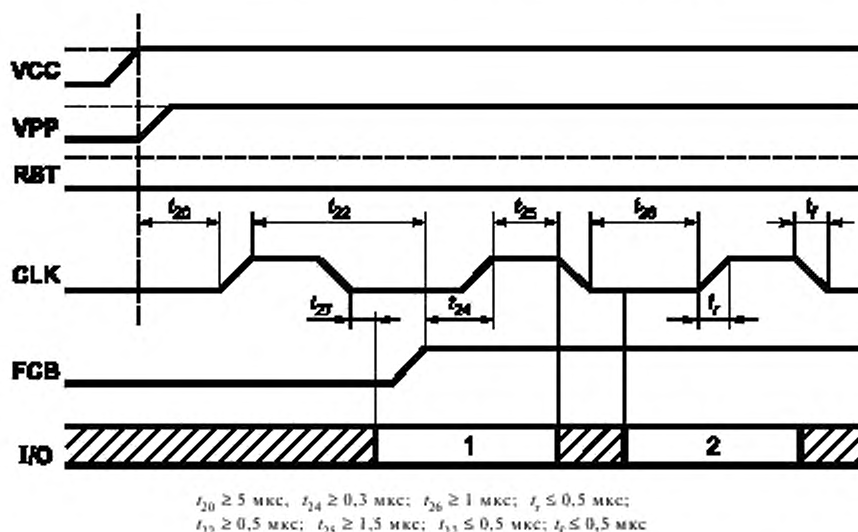 VCC
VPP
RST
t20 t22 t25 t26 tf
CLK
t27 t24 tr
FCB
I/O 1 2
t20 ≥ 5 мкс, t24 ≥ 0,3 мкс; t26 ≥ 1 мкс; tr ≤ 0,5 мкс;
t22 ≥ 0,5 мкс; t25 ≥ 1,5 мкс; t27 ≤ 0,5 мкс; tf ≤ 0,5 мкс